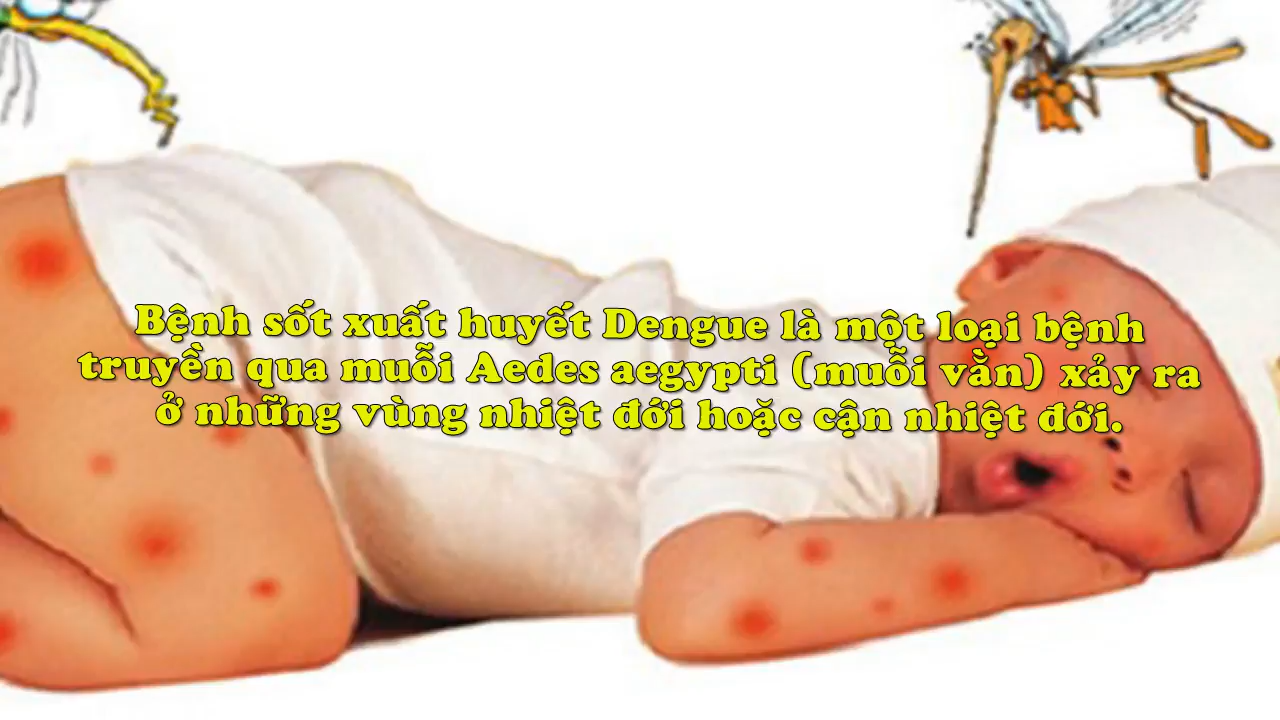 Bệnh sốt xuất huyết Dengue là một loại bệnh
truyền qua muỗi Aedes aegypti (muỗi vằn) xảy ra
ở những vùng nhiệt đới hoặc cận nhiệt đới.